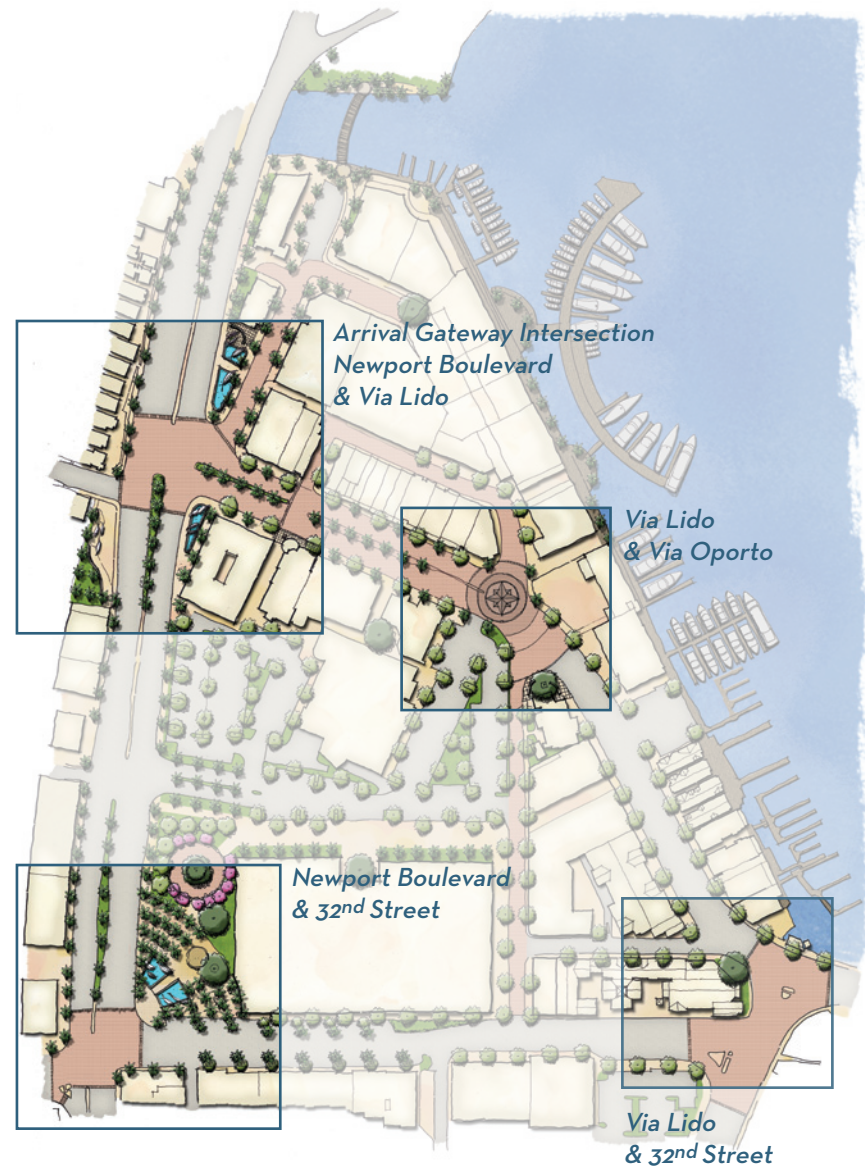 Arrival Gateway Intersection
Newport Boulevard
& Via Lido
Via Lido
& Via Oporto
Newport Boulevard
& 32nd Street
Via Lido
& 32nd Street